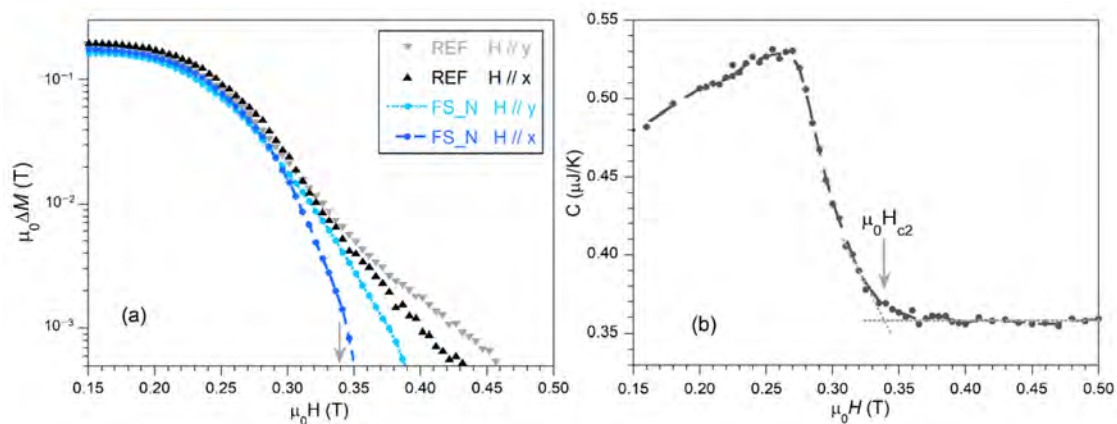 10⁻¹
10⁻²
10⁻³
μ₀ΔM (T)
REF H // y
REF H // x
FS_N H // y
FS_N H // x
(a)
0.15 0.20 0.25 0.30 0.35 0.40 0.45 0.50
μ₀H (T)
0.55
0.50
0.45
0.40
0.35
C (μJ/K)
μ₀H_c2
(b)
0.15 0.20 0.25 0.30 0.35 0.40 0.45 0.50
μ₀H (T)